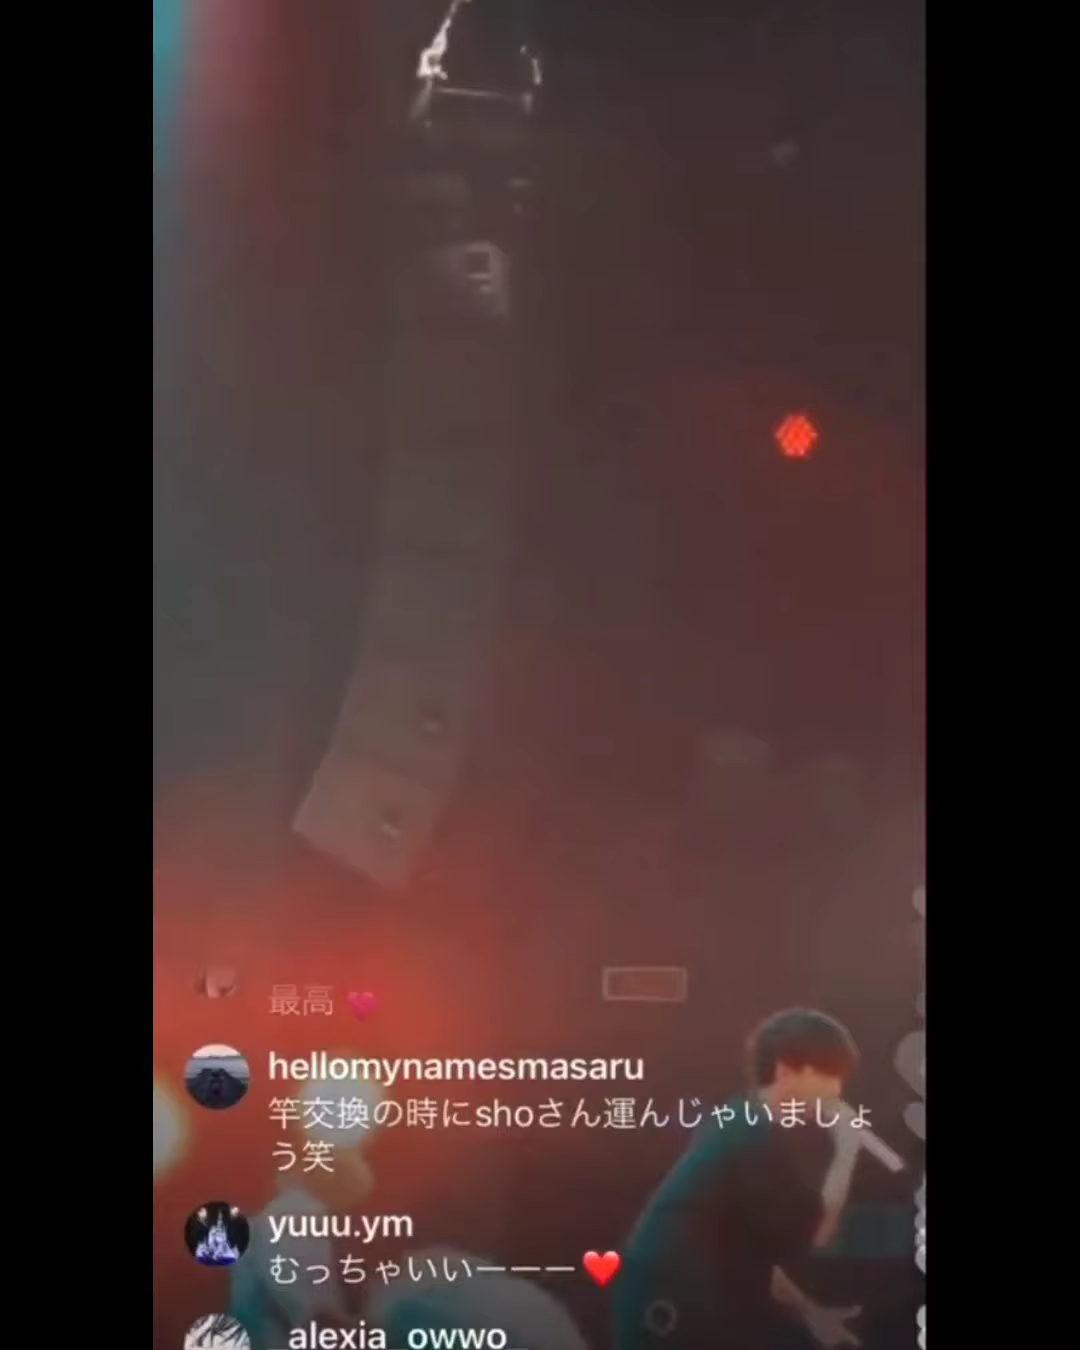 最高 💗
hellomynamesmasaru
竿交換の時にshoさん運んじゃいましょ
う笑
yuuu.ym
むっちゃいいーーー❤️
_alexia_owwo_